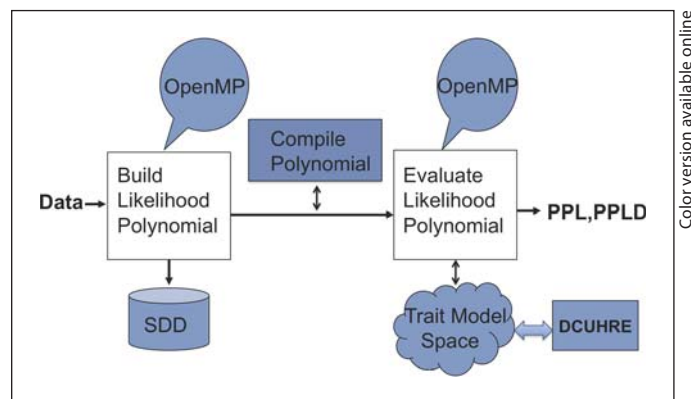 OpenMP
OpenMP
Compile
Polynomial
Build
Likelihood
Polynomial
Evaluate
Likelihood
Polynomial
Data
PPL,PPLD
SDD
Trait Model
Space
DCUHRE
Color version available online